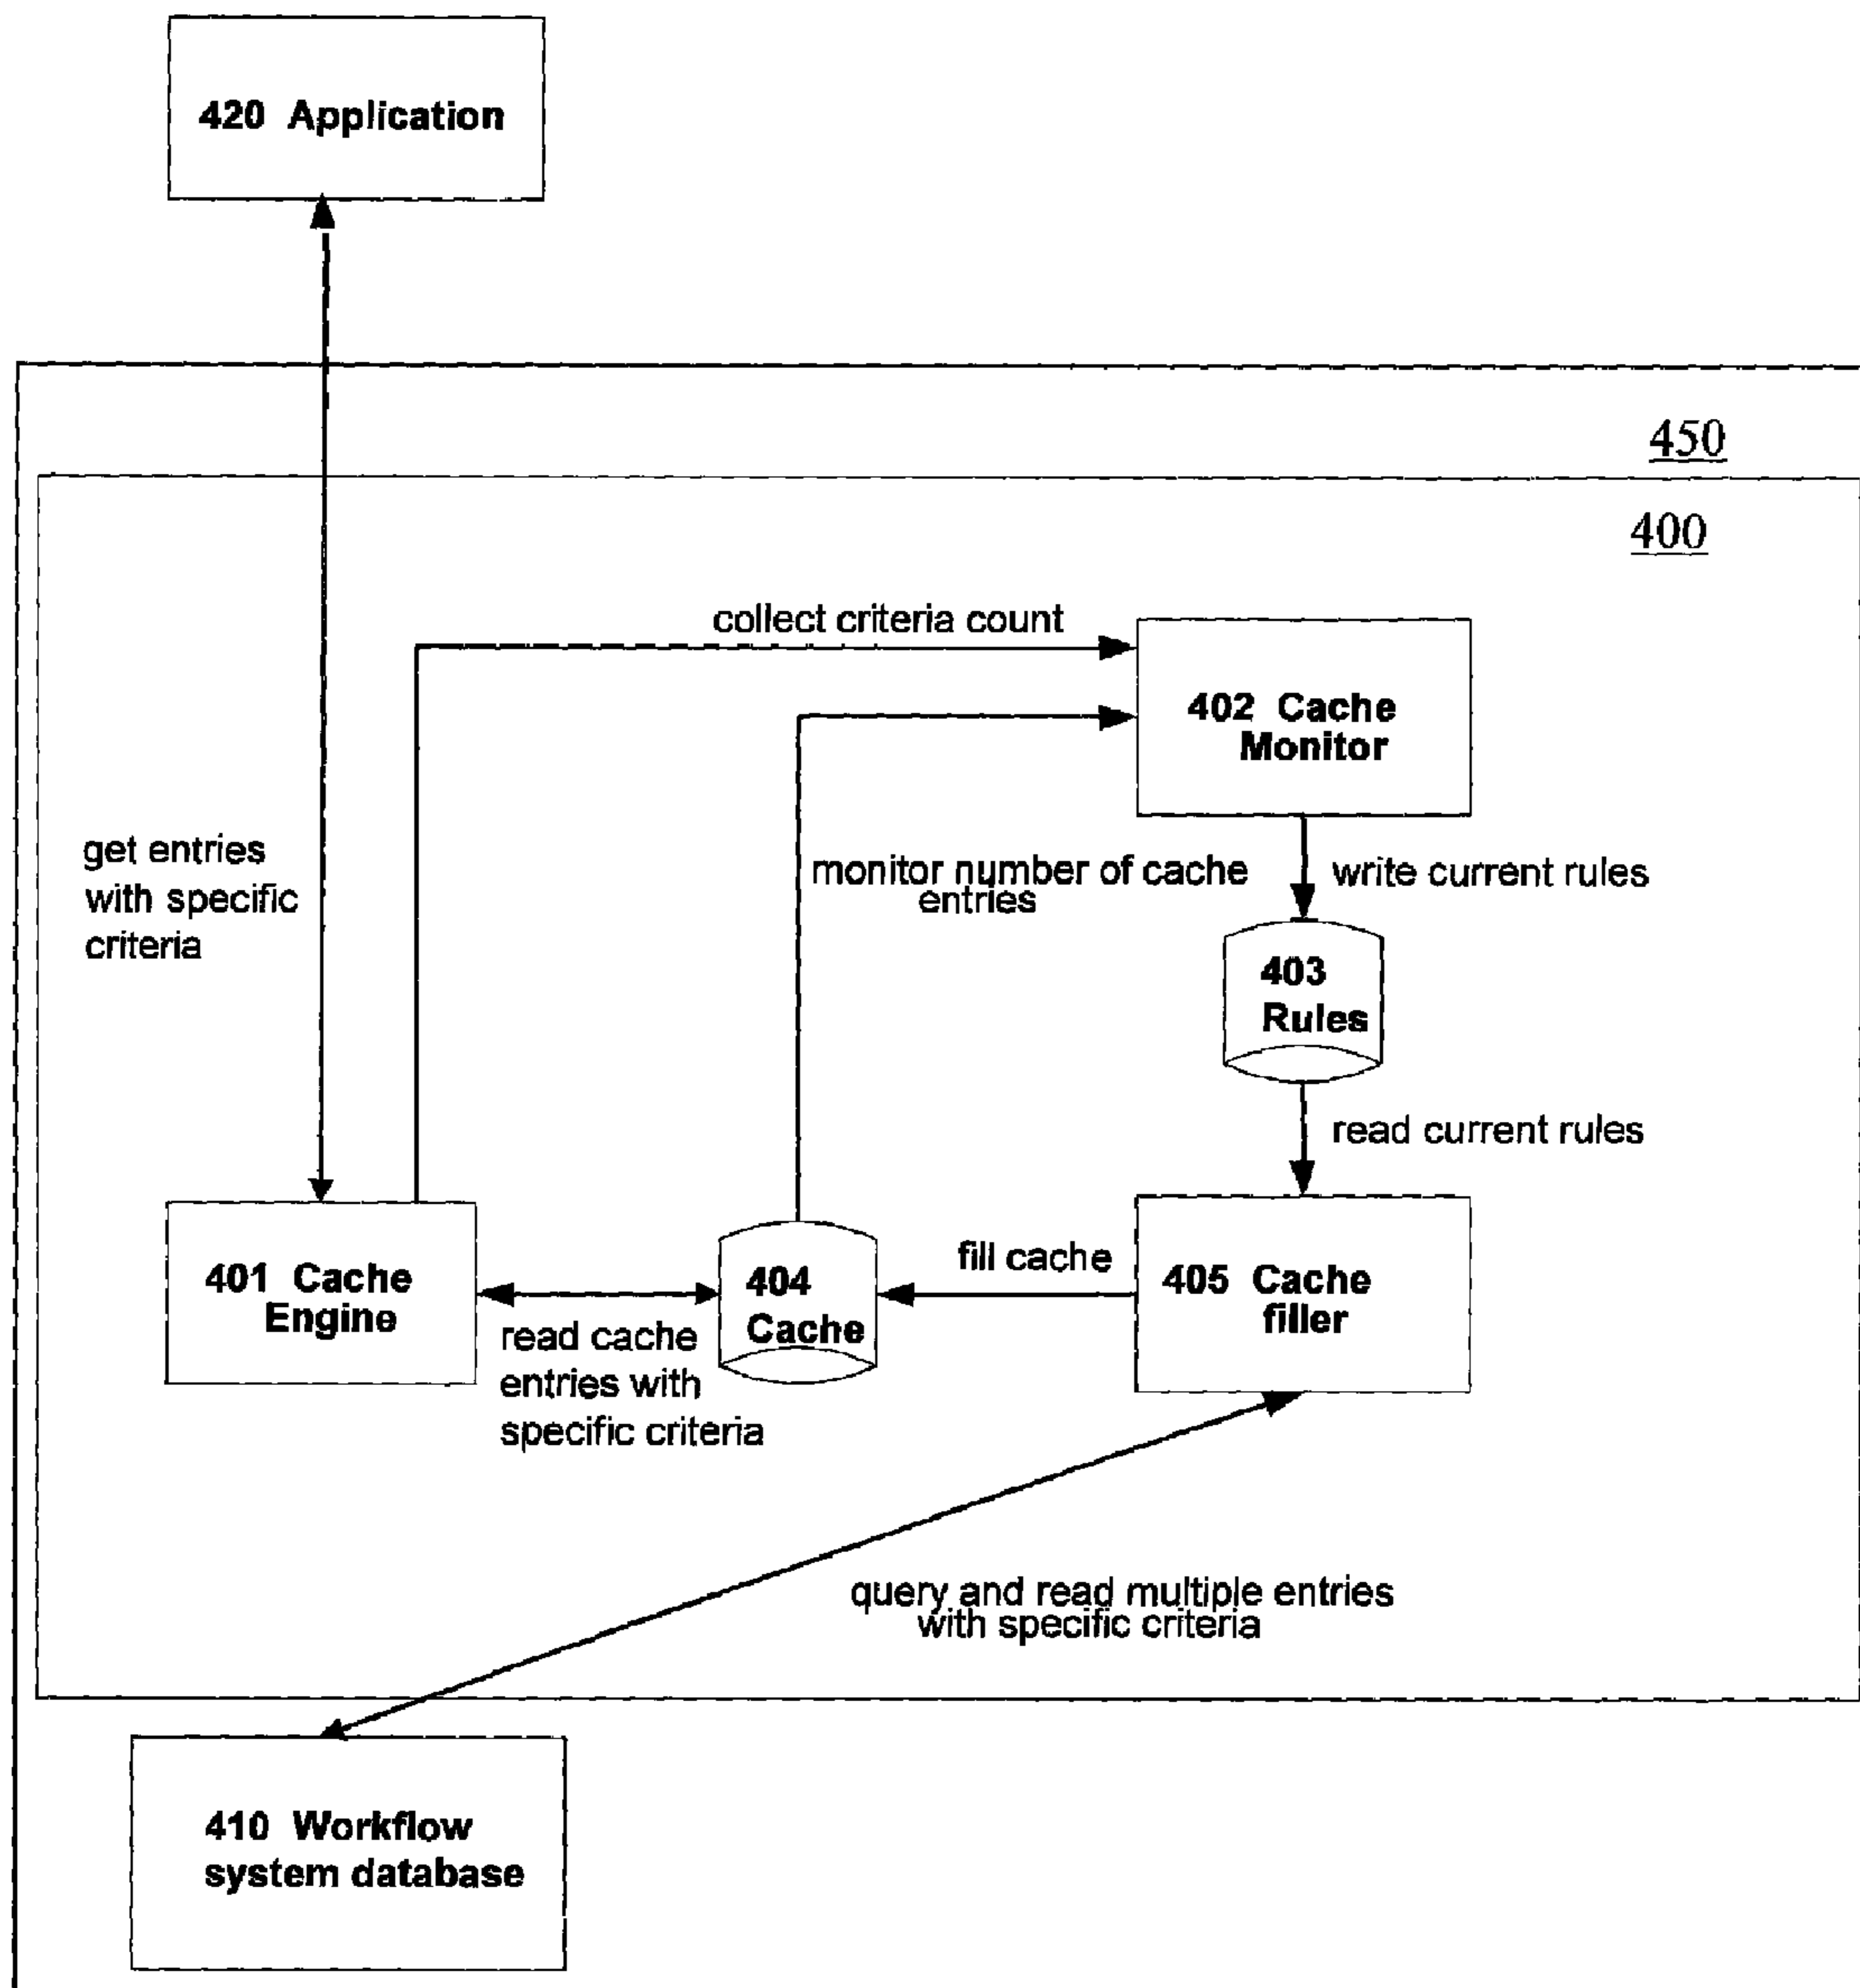 420 Application
450
400
collect criteria count
402 Cache
Monitor
get entries
with specific
criteria
monitor number of cache
entries
write current rules
403
Rules
read current rules
401 Cache
Engine
read cache
entries with
specific criteria
404
Cache
fill cache
405 Cache
filler
query and read multiple entries
with specific criteria
410 Workflow
system database